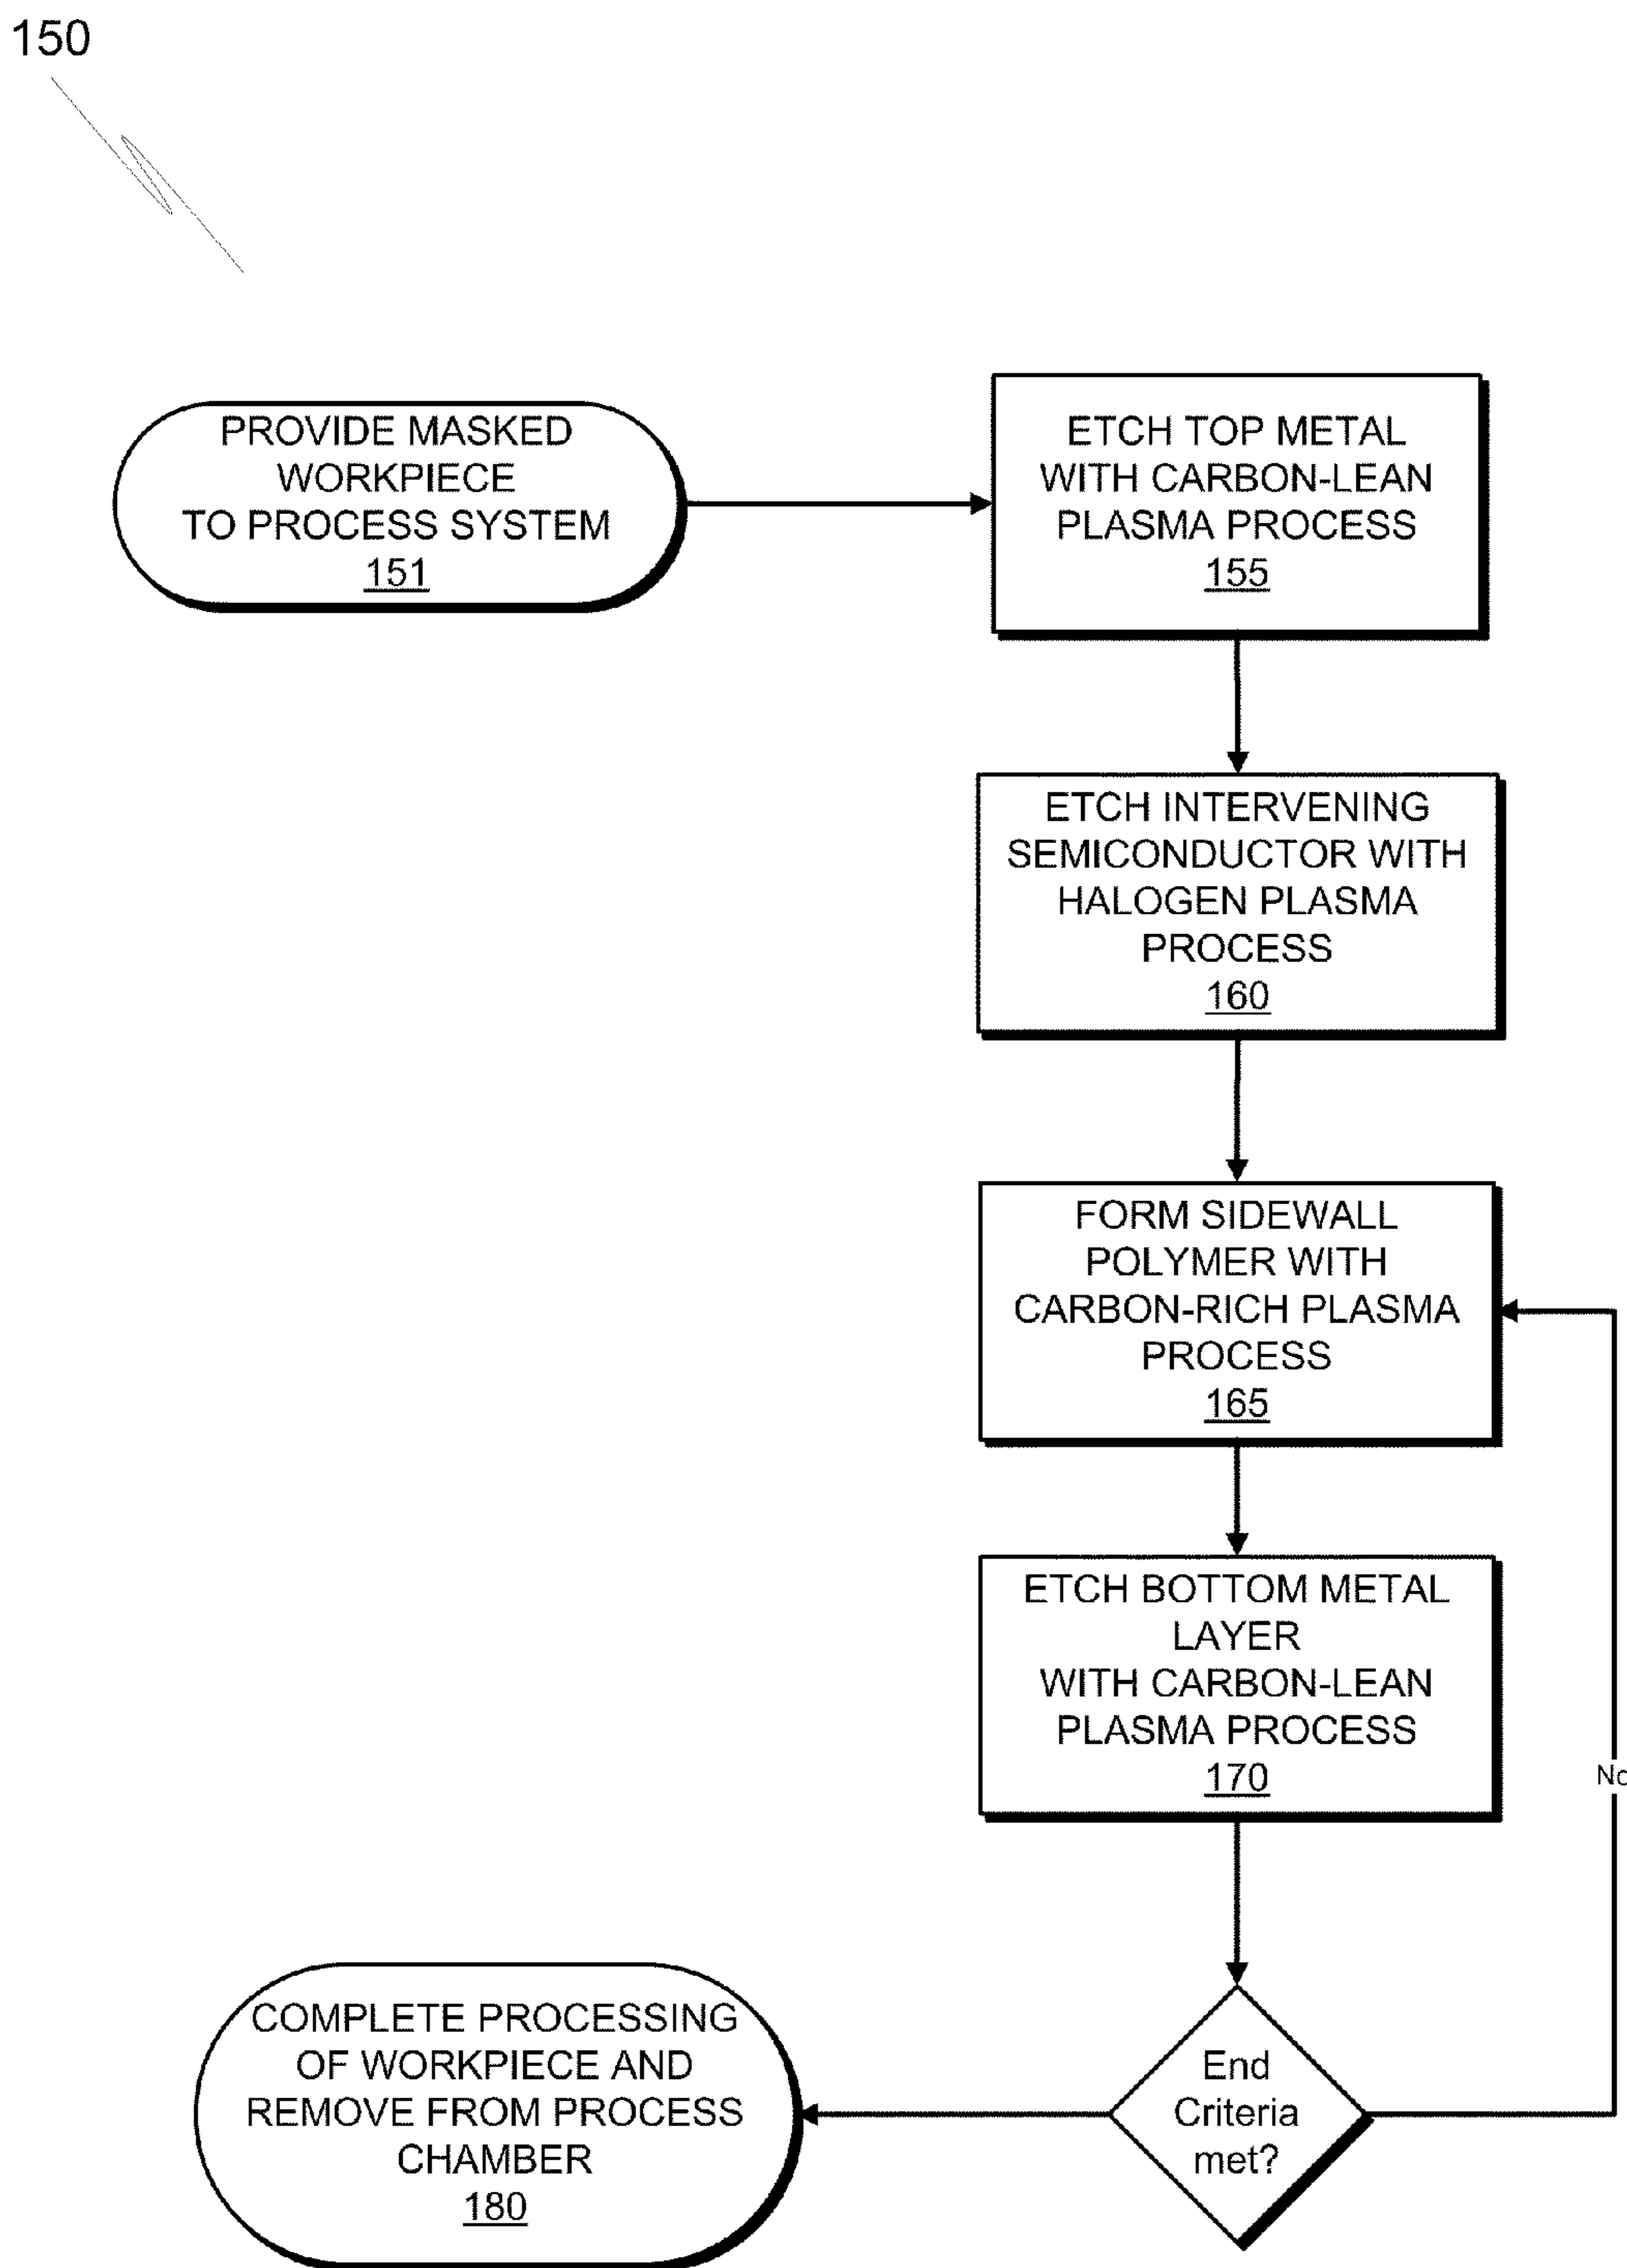 150
PROVIDE MASKED
WORKPIECE
TO PROCESS SYSTEM
151
ETCH TOP METAL
WITH CARBON-LEAN
PLASMA PROCESS
155
ETCH INTERVENING
SEMICONDUCTOR WITH
HALOGEN PLASMA
PROCESS
160
FORM SIDEWALL
POLYMER WITH
CARBON-RICH PLASMA
PROCESS
165
ETCH BOTTOM METAL
LAYER
WITH CARBON-LEAN
PLASMA PROCESS
170
No
End
Criteria
met?
COMPLETE PROCESSING
OF WORKPIECE AND
REMOVE FROM PROCESS
CHAMBER
180